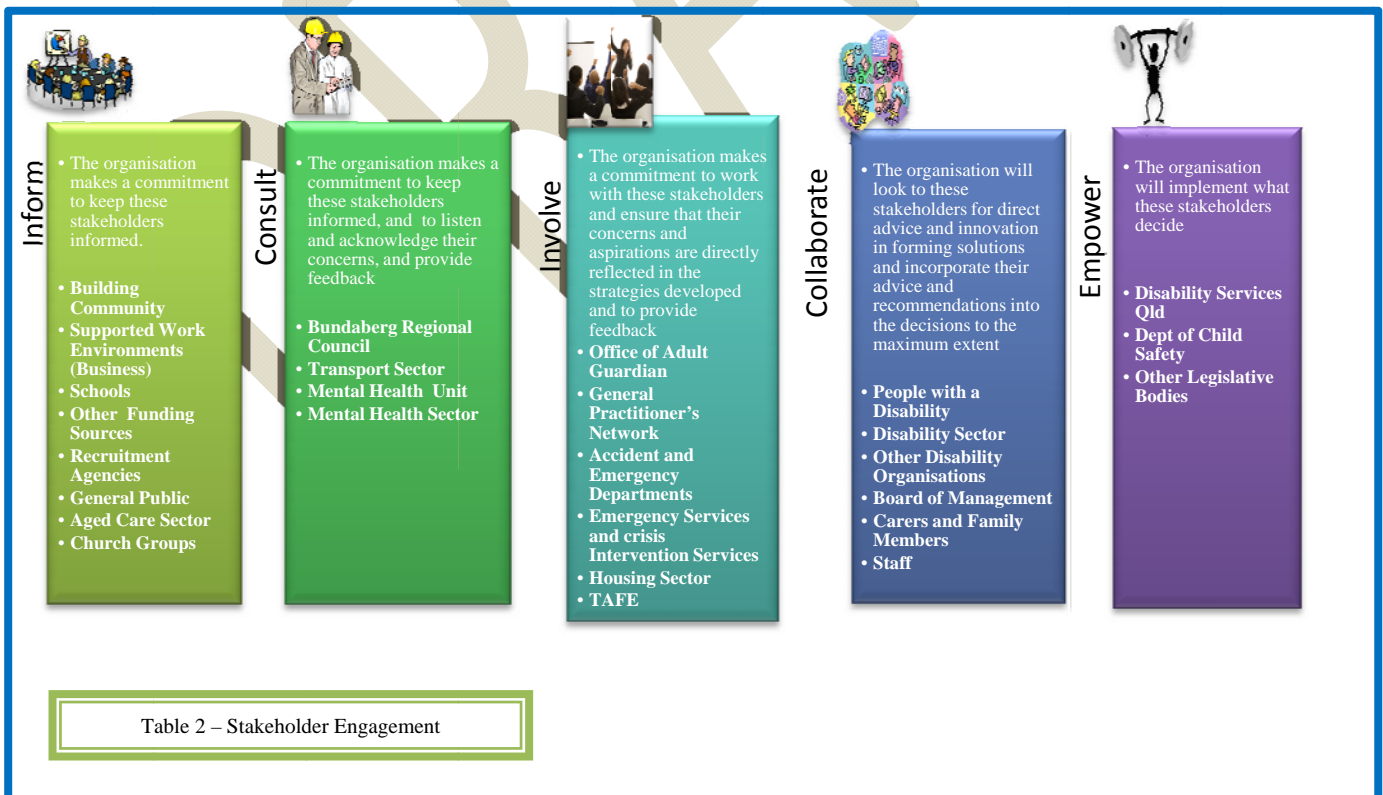 Inform
• The organisation
makes a commitment
to keep these
stakeholders
informed.
• Building
Community
• Supported Work
Environments
(Business)
• Schools
• Other Funding
Sources
• Recruitment
Agencies
• General Public
• Aged Care Sector
• Church Groups
Consult
• The organisation makes a
commitment to keep
these stakeholders
informed, and to listen
and acknowledge their
concerns, and provide
feedback
• Bundaberg Regional
Council
• Transport Sector
• Mental Health Unit
• Mental Health Sector
Involve
• The organisation makes
a commitment to work
with these stakeholders
and ensure that their
concerns and
aspirations are directly
reflected in the
strategies developed
and to provide
feedback
• Office of Adult
Guardian
• General
Practitioner’s
Network
• Accident and
Emergency
Departments
• Emergency Services
and crisis
Intervention Services
• Housing Sector
• TAFE
Collaborate
• The organisation will
look to these
stakeholders for direct
advice and innovation
in forming solutions
and incorporate their
advice and
recommendations into
the decisions to the
maximum extent
• People with a
Disability
• Disability Sector
• Other Disability
Organisations
• Board of Management
• Carers and Family
Members
• Staff
Empower
• The organisation
will implement what
these stakeholders
decide
• Disability Services
Qld
• Dept of Child
Safety
• Other Legislative
Bodies
Table 2 – Stakeholder Engagement